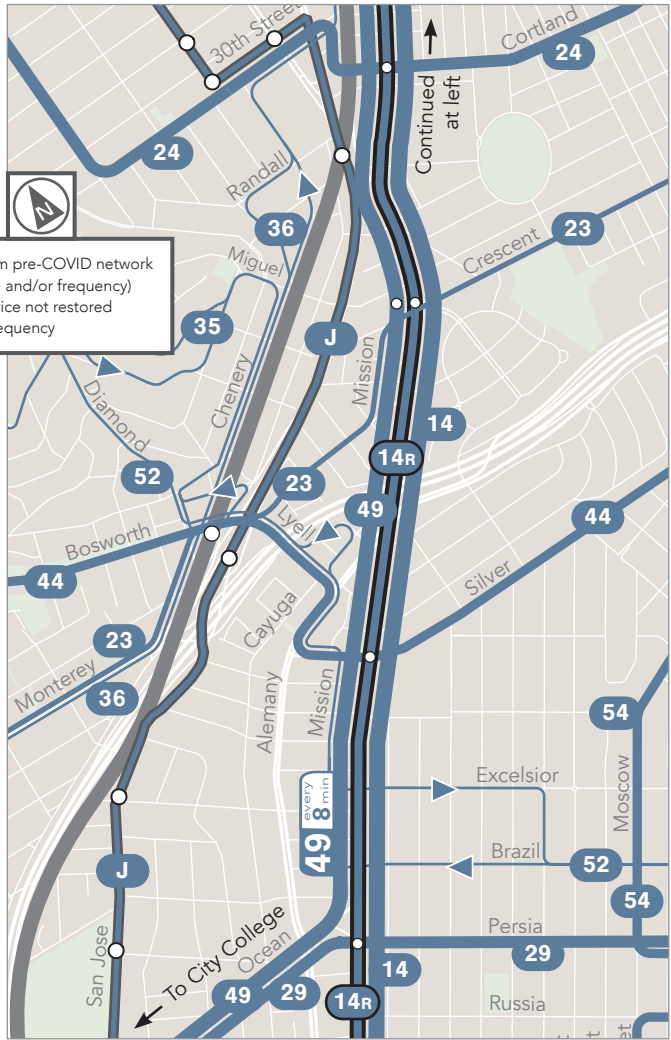 30th Street
Cortland
24
Continued
at left
24
Randall
N
36
23
Crescent
m pre-COVID network
and/or frequency)
ice not restored
equency
Miguel
35
J
Mission
Chenery
Diamond
14
14R
52
23
49
Lyell
44
Bosworth
44
Silver
Cayuga
23
Monterey
36
Alemany
Mission
54
Moscow
Excelsior
49 every 8 min
Brazil
52
J
54
Persia
29
San Jose
To City College
Ocean
49
29
14
14R
Russia